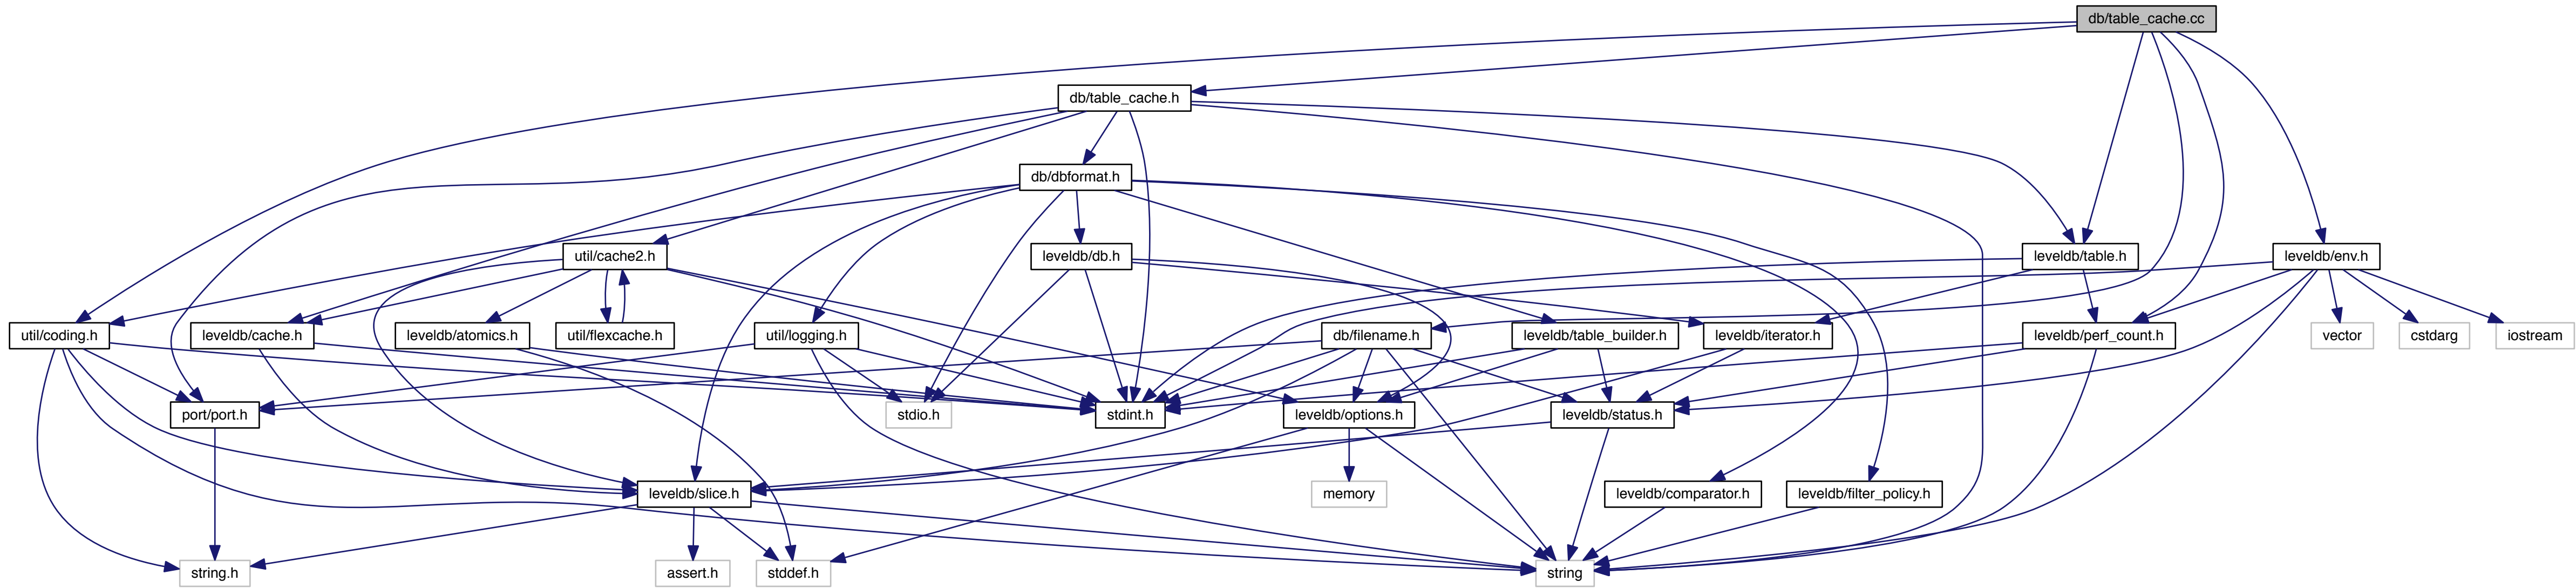 db/table_cache.cc
db/table_cache.h
db/dbformat.h
util/cache2.h
leveldb/db.h
leveldb/table.h
leveldb/env.h
util/coding.h
leveldb/cache.h
leveldb/atomics.h
util/flexcache.h
util/logging.h
db/filename.h
leveldb/table_builder.h
leveldb/iterator.h
leveldb/perf_count.h
vector
cstdarg
iostream
port/port.h
stdio.h
stdint.h
leveldb/options.h
leveldb/status.h
leveldb/slice.h
memory
leveldb/comparator.h
leveldb/filter_policy.h
string.h
assert.h
stddef.h
string